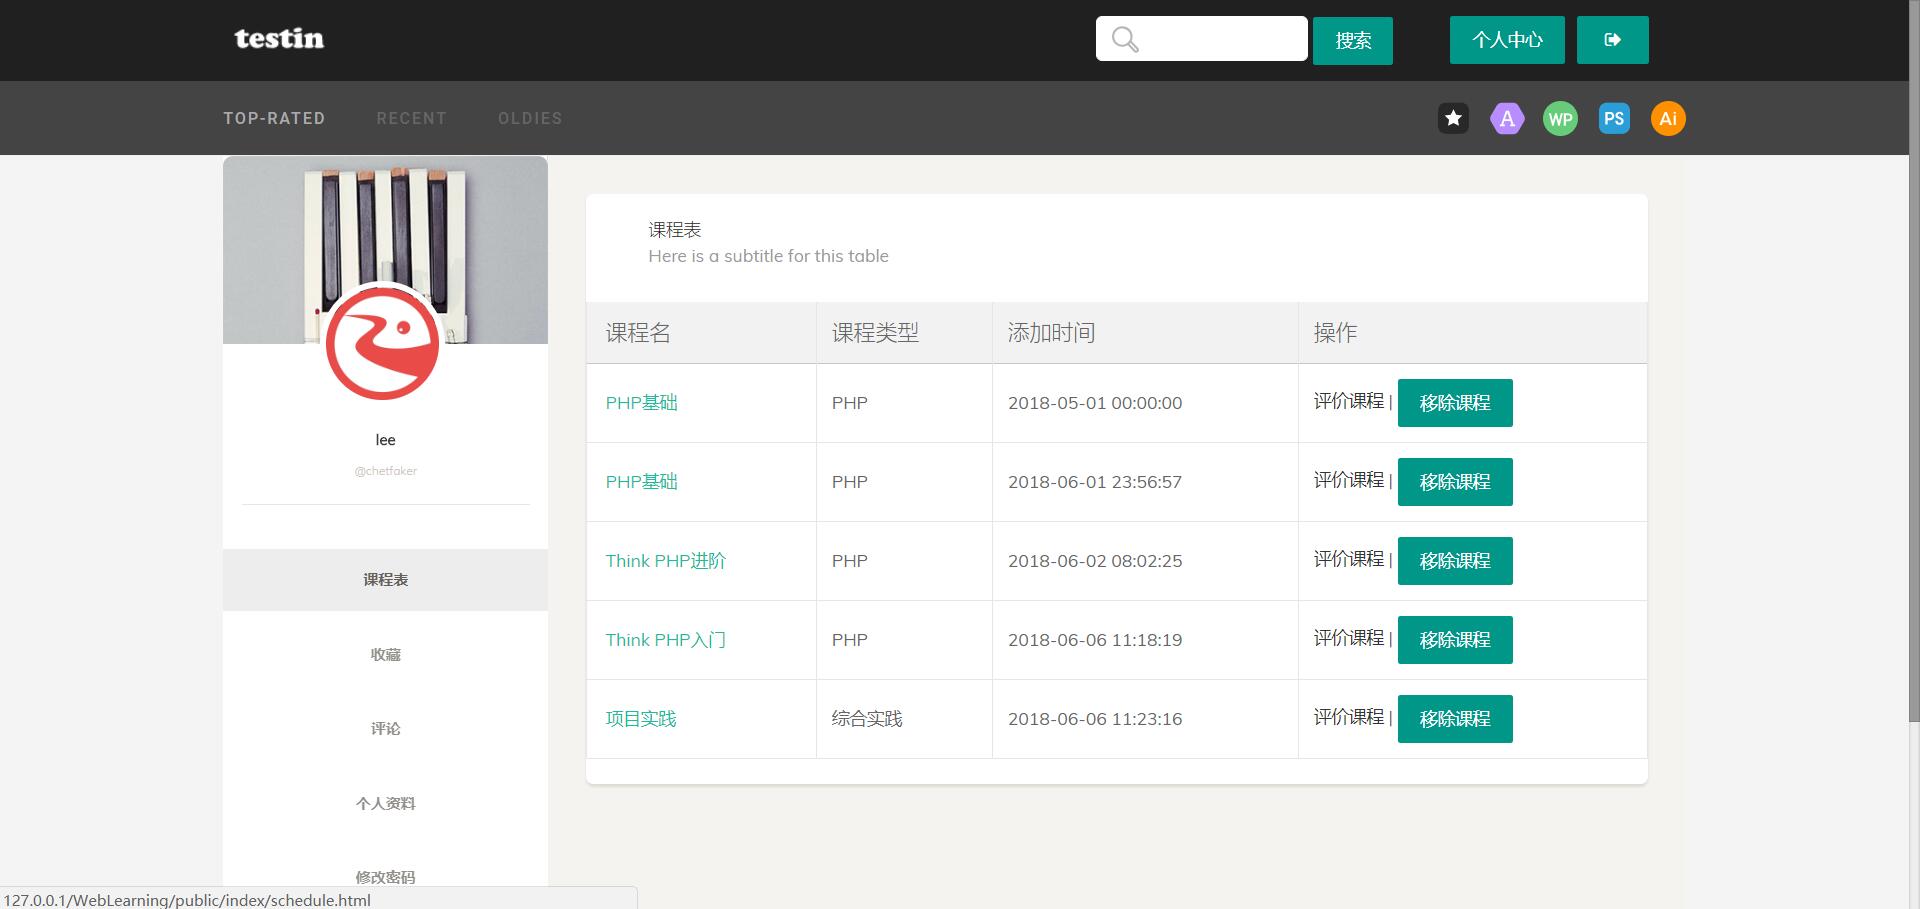 testin
搜索
个人中心
TOP-RATED RECENT OLDIES
A WP PS Ai
课程表
Here is a subtitle for this table
课程名 课程类型 添加时间 操作
PHP基础 PHP 2018-05-01 00:00:00 评价课程 | 移除课程
PHP基础 PHP 2018-06-01 23:56:57 评价课程 | 移除课程
Think PHP进阶 PHP 2018-06-02 08:02:25 评价课程 | 移除课程
Think PHP入门 PHP 2018-06-06 11:18:19 评价课程 | 移除课程
项目实践 综合实践 2018-06-06 11:23:16 评价课程 | 移除课程
lee
@chetfaker
课程表
收藏
评论
个人资料
修改密码
127.0.0.1/WebLearning/public/index/schedule.html